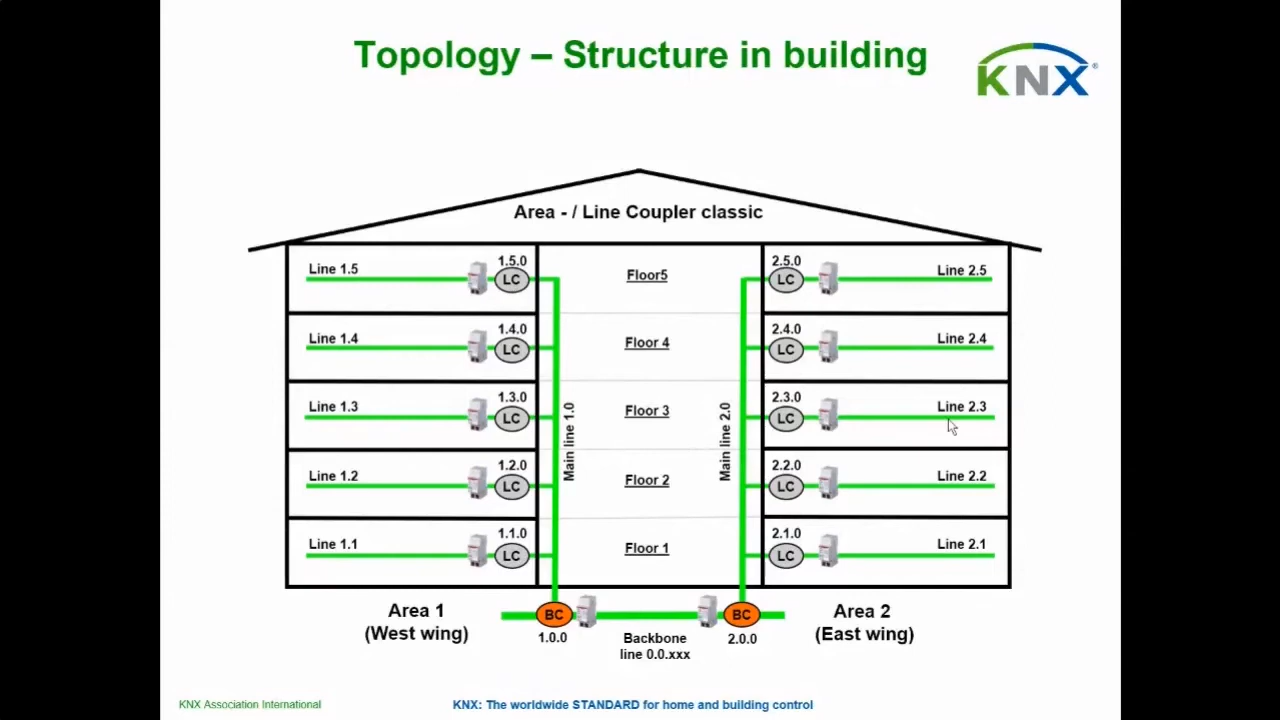 Topology – Structure in building
KNX®
Area - / Line Coupler classic
Line 1.5
1.5.0
LC
Floor5
2.5.0
LC
Line 2.5
Line 1.4
1.4.0
LC
Floor 4
2.4.0
LC
Line 2.4
Line 1.3
1.3.0
LC
Floor 3
2.3.0
LC
Line 2.3
Main line 1.0
Main line 2.0
Line 1.2
1.2.0
LC
Floor 2
2.2.0
LC
Line 2.2
Line 1.1
1.1.0
LC
Floor 1
2.1.0
LC
Line 2.1
Area 1
(West wing)
BC
1.0.0
Backbone
line 0.0.xxx
BC
2.0.0
Area 2
(East wing)
KNX Association International
KNX: The worldwide STANDARD for home and building control